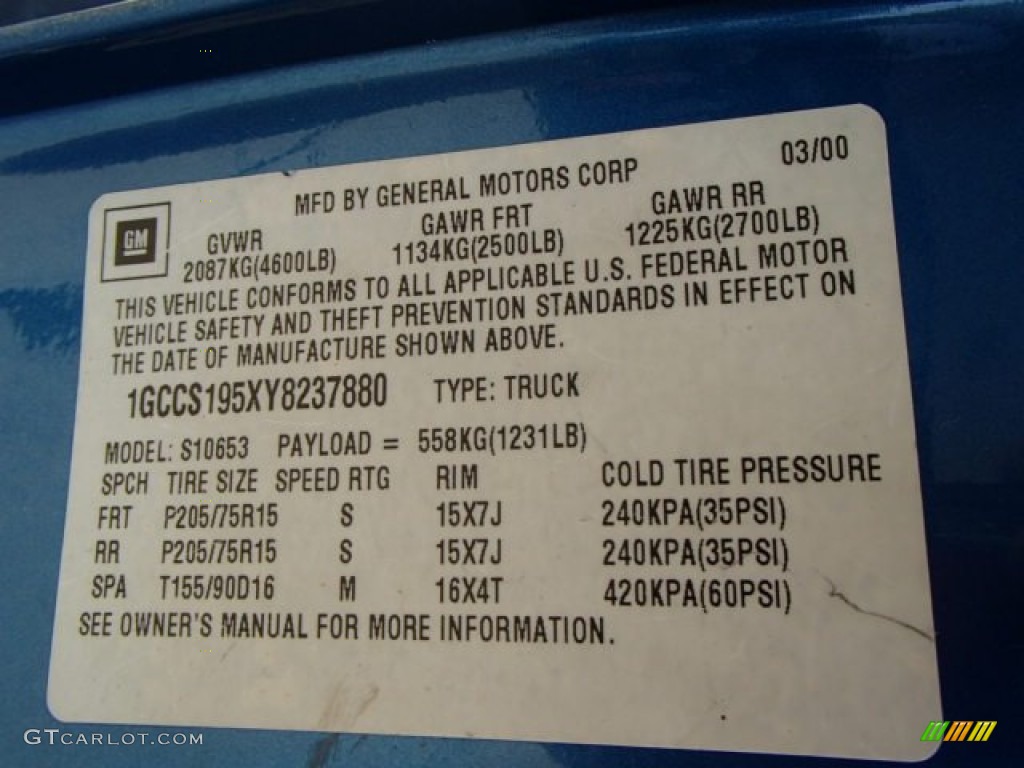 MFD BY GENERAL MOTORS CORP 03/00
GM
GVWR GAWR FRT GAWR RR
2087KG(4600LB) 1134KG(2500LB) 1225KG(2700LB)
THIS VEHICLE CONFORMS TO ALL APPLICABLE U.S. FEDERAL MOTOR
VEHICLE SAFETY AND THEFT PREVENTION STANDARDS IN EFFECT ON
THE DATE OF MANUFACTURE SHOWN ABOVE.
1GCCS195XY8237880 TYPE: TRUCK
MODEL: S10653 PAYLOAD = 558KG(1231LB)
SPCH TIRE SIZE SPEED RTG RIM COLD TIRE PRESSURE
FRT P205/75R15 S 15X7J 240KPA(35PSI)
RR P205/75R15 S 15X7J 240KPA(35PSI)
SPA T155/90D16 M 16X4T 420KPA(60PSI)
SEE OWNER'S MANUAL FOR MORE INFORMATION.
GTCARLOT.COM